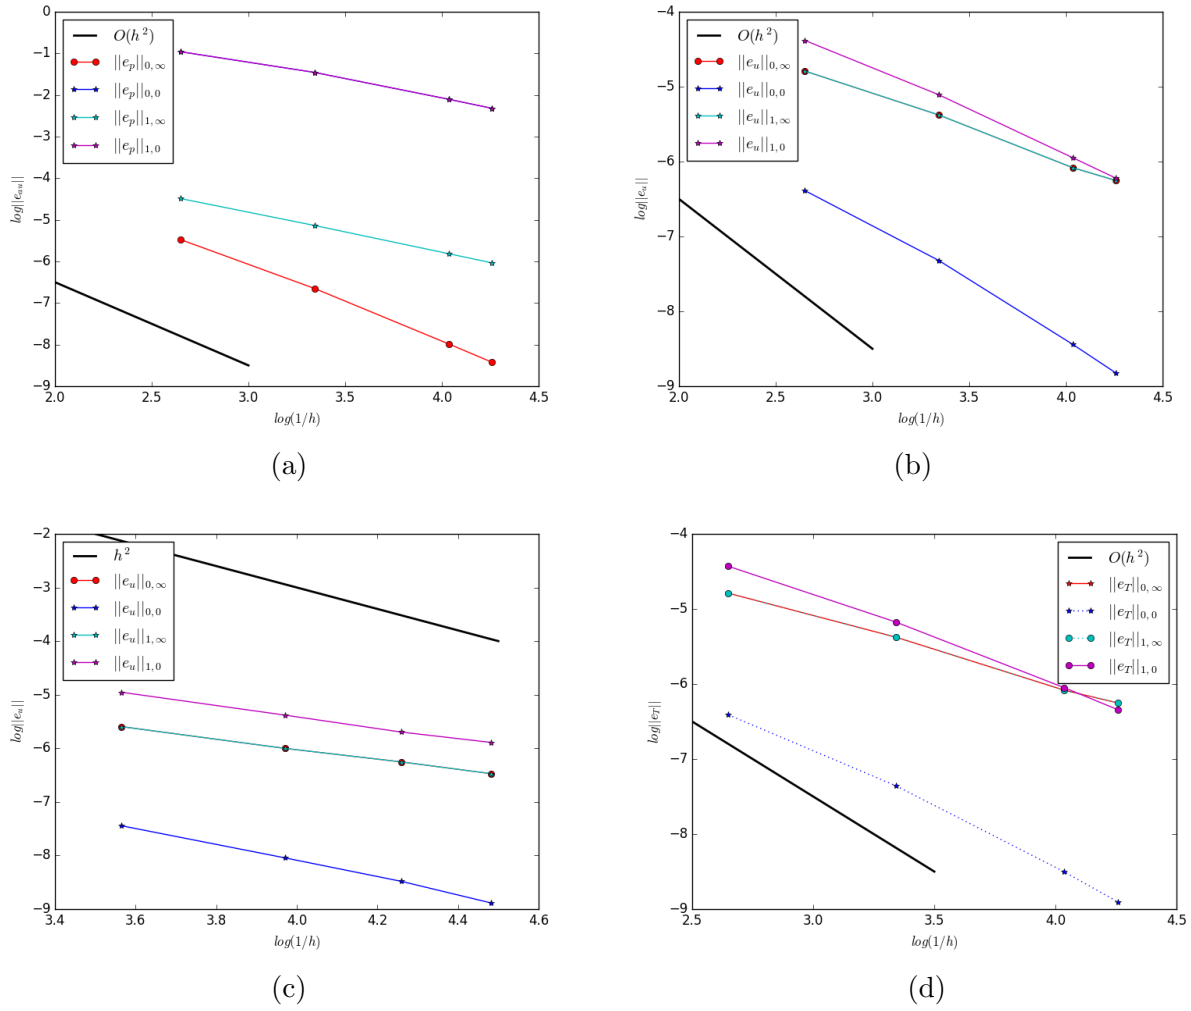 0
−1
−2
−3
−4
−5
−6
−7
−8
−9
2.0 2.5 3.0 3.5 4.0 4.5
log(1/h)
log||e_{au}||
O(h^2)
||e_p||_{0,∞}
||e_p||_{0,0}
||e_p||_{1,∞}
||e_p||_{1,0}
(a)
−4
−5
−6
−7
−8
−9
2.0 2.5 3.0 3.5 4.0 4.5
log(1/h)
log||e_u||
O(h^2)
||e_u||_{0,∞}
||e_u||_{0,0}
||e_u||_{1,∞}
||e_u||_{1,0}
(b)
−2
−3
−4
−5
−6
−7
−8
−9
3.4 3.6 3.8 4.0 4.2 4.4 4.6
log(1/h)
log||e_u||
h^2
||e_u||_{0,∞}
||e_u||_{0,0}
||e_u||_{1,∞}
||e_u||_{1,0}
(c)
−4
−5
−6
−7
−8
−9
2.5 3.0 3.5 4.0 4.5
log(1/h)
log||e_T||
O(h^2)
||e_T||_{0,∞}
||e_T||_{0,0}
||e_T||_{1,∞}
||e_T||_{1,0}
(d)